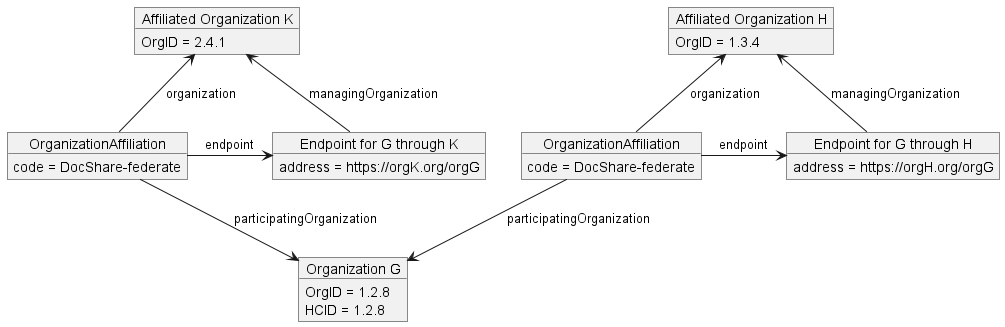 Affiliated Organization K
OrgID = 2.4.1
Affiliated Organization H
OrgID = 1.3.4
organization
managingOrganization
organization
managingOrganization
OrganizationAffiliation
code = DocShare-federate
endpoint
Endpoint for G through K
address = https://orgK.org/orgG
OrganizationAffiliation
code = DocShare-federate
endpoint
Endpoint for G through H
address = https://orgH.org/orgG
participatingOrganization
participatingOrganization
Organization G
OrgID = 1.2.8
HCID = 1.2.8